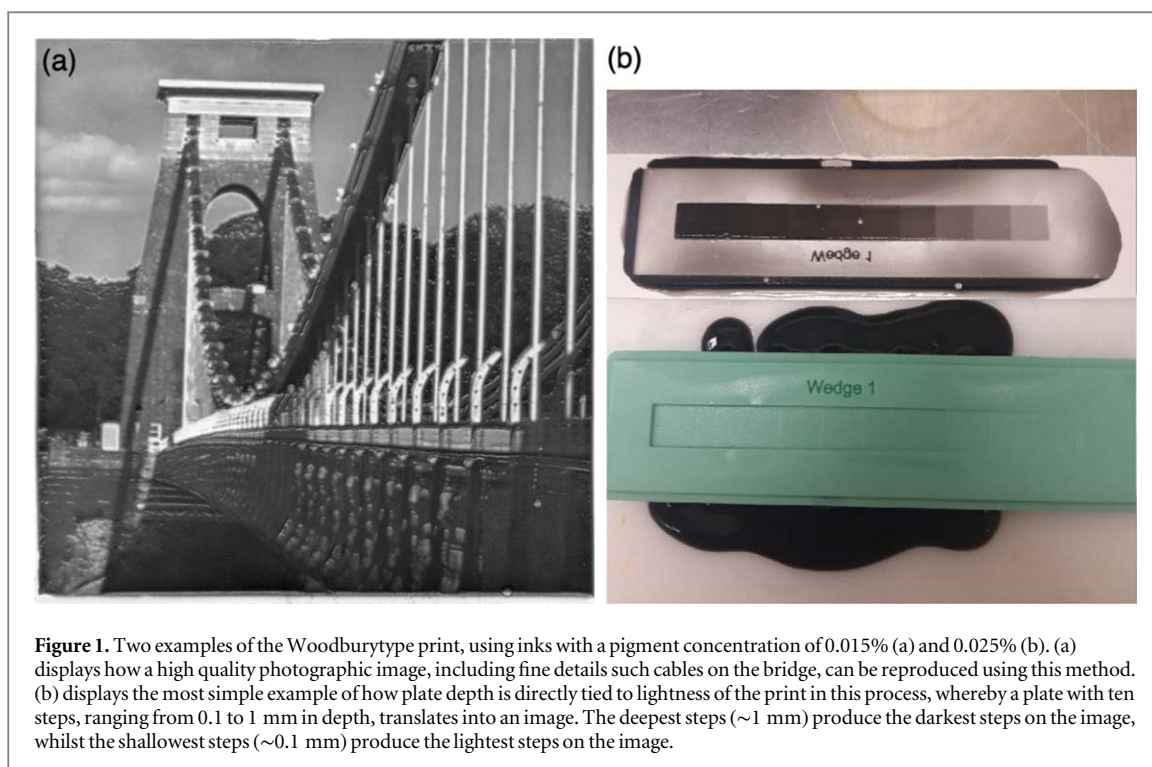 (a)
(b)
Wedge 1
Wedge 1
Figure 1. Two examples of the Woodburytype print, using inks with a pigment concentration of 0.015% (a) and 0.025% (b). (a)
displays how a high quality photographic image, including fine details such cables on the bridge, can be reproduced using this method.
(b) displays the most simple example of how plate depth is directly tied to lightness of the print in this process, whereby a plate with ten
steps, ranging from 0.1 to 1 mm in depth, translates into an image. The deepest steps (~1 mm) produce the darkest steps on the image,
whilst the shallowest steps (~0.1 mm) produce the lightest steps on the image.